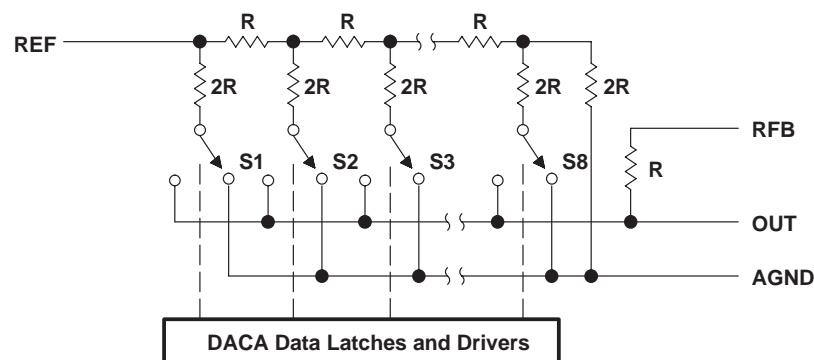 R R R
REF
2R 2R 2R 2R 2R
RFB
S1 S2 S3 S8
R
OUT
AGND
DACA Data Latches and Drivers